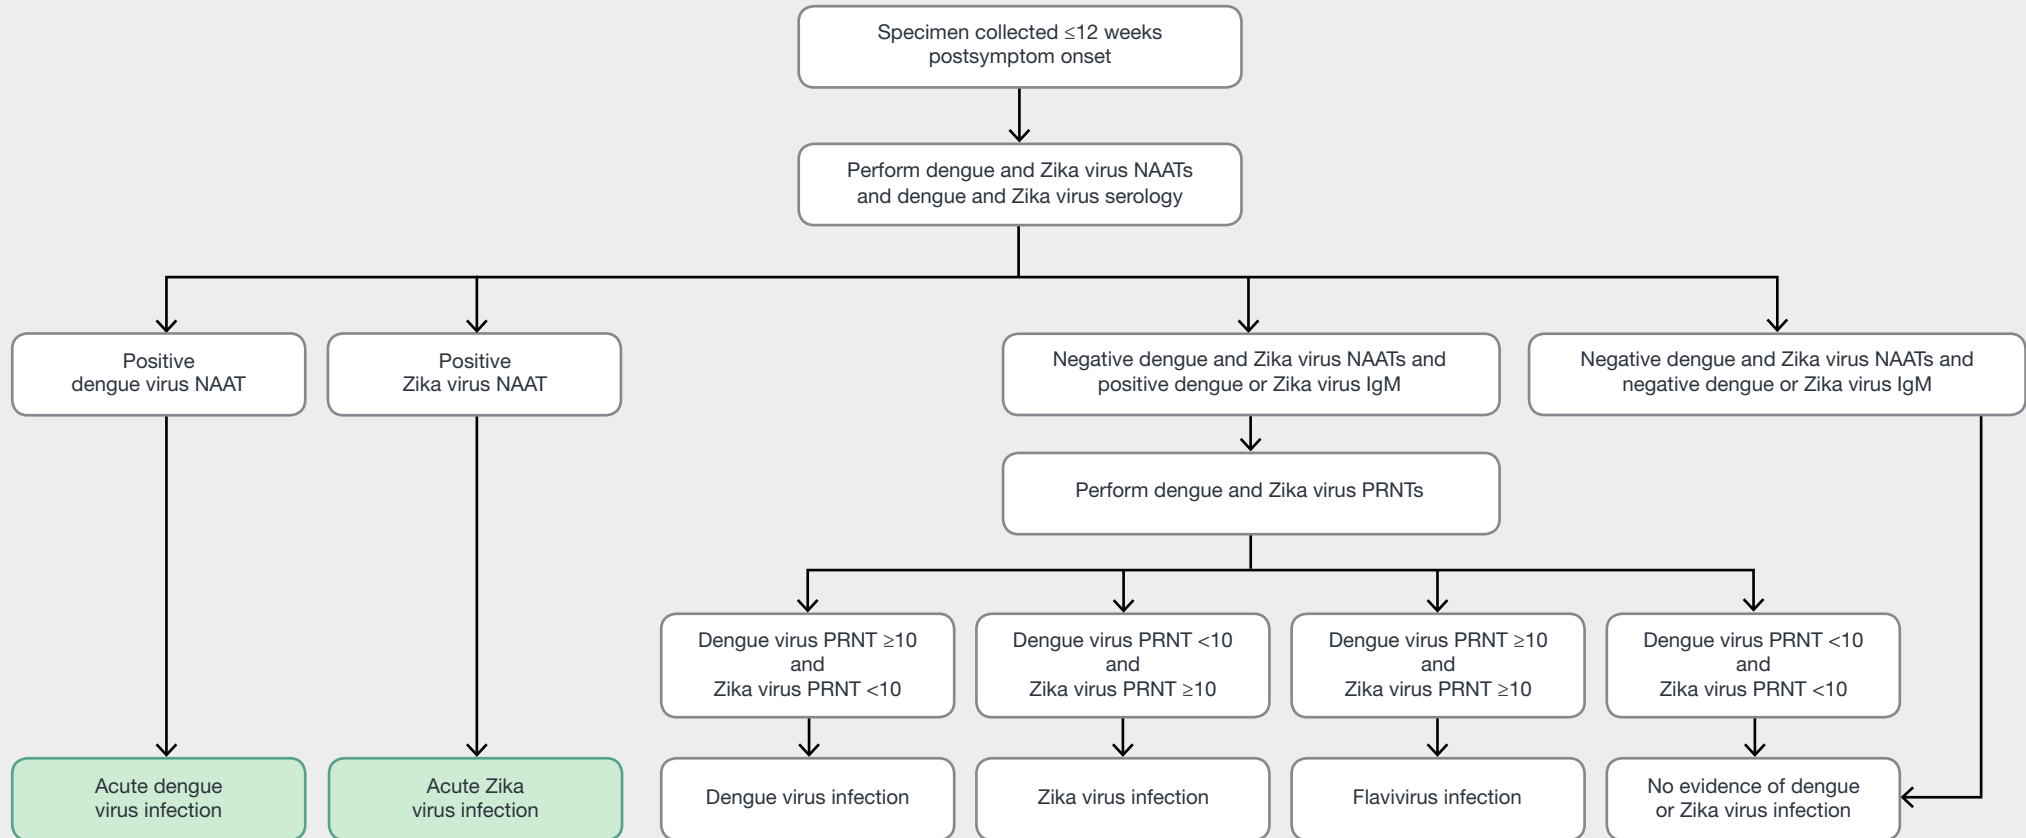 Specimen collected ≤12 weeks
postsymptom onset
Perform dengue and Zika virus NAATs
and dengue and Zika virus serology
Positive
dengue virus NAAT
Positive
Zika virus NAAT
Negative dengue and Zika virus NAATs and
positive dengue or Zika virus IgM
Negative dengue and Zika virus NAATs and
negative dengue or Zika virus IgM
Perform dengue and Zika virus PRNTs
Dengue virus PRNT ≥10
and
Zika virus PRNT <10
Dengue virus PRNT <10
and
Zika virus PRNT ≥10
Dengue virus PRNT ≥10
and
Zika virus PRNT ≥10
Dengue virus PRNT <10
and
Zika virus PRNT <10
Acute dengue
virus infection
Acute Zika
virus infection
Dengue virus infection
Zika virus infection
Flavivirus infection
No evidence of dengue
or Zika virus infection